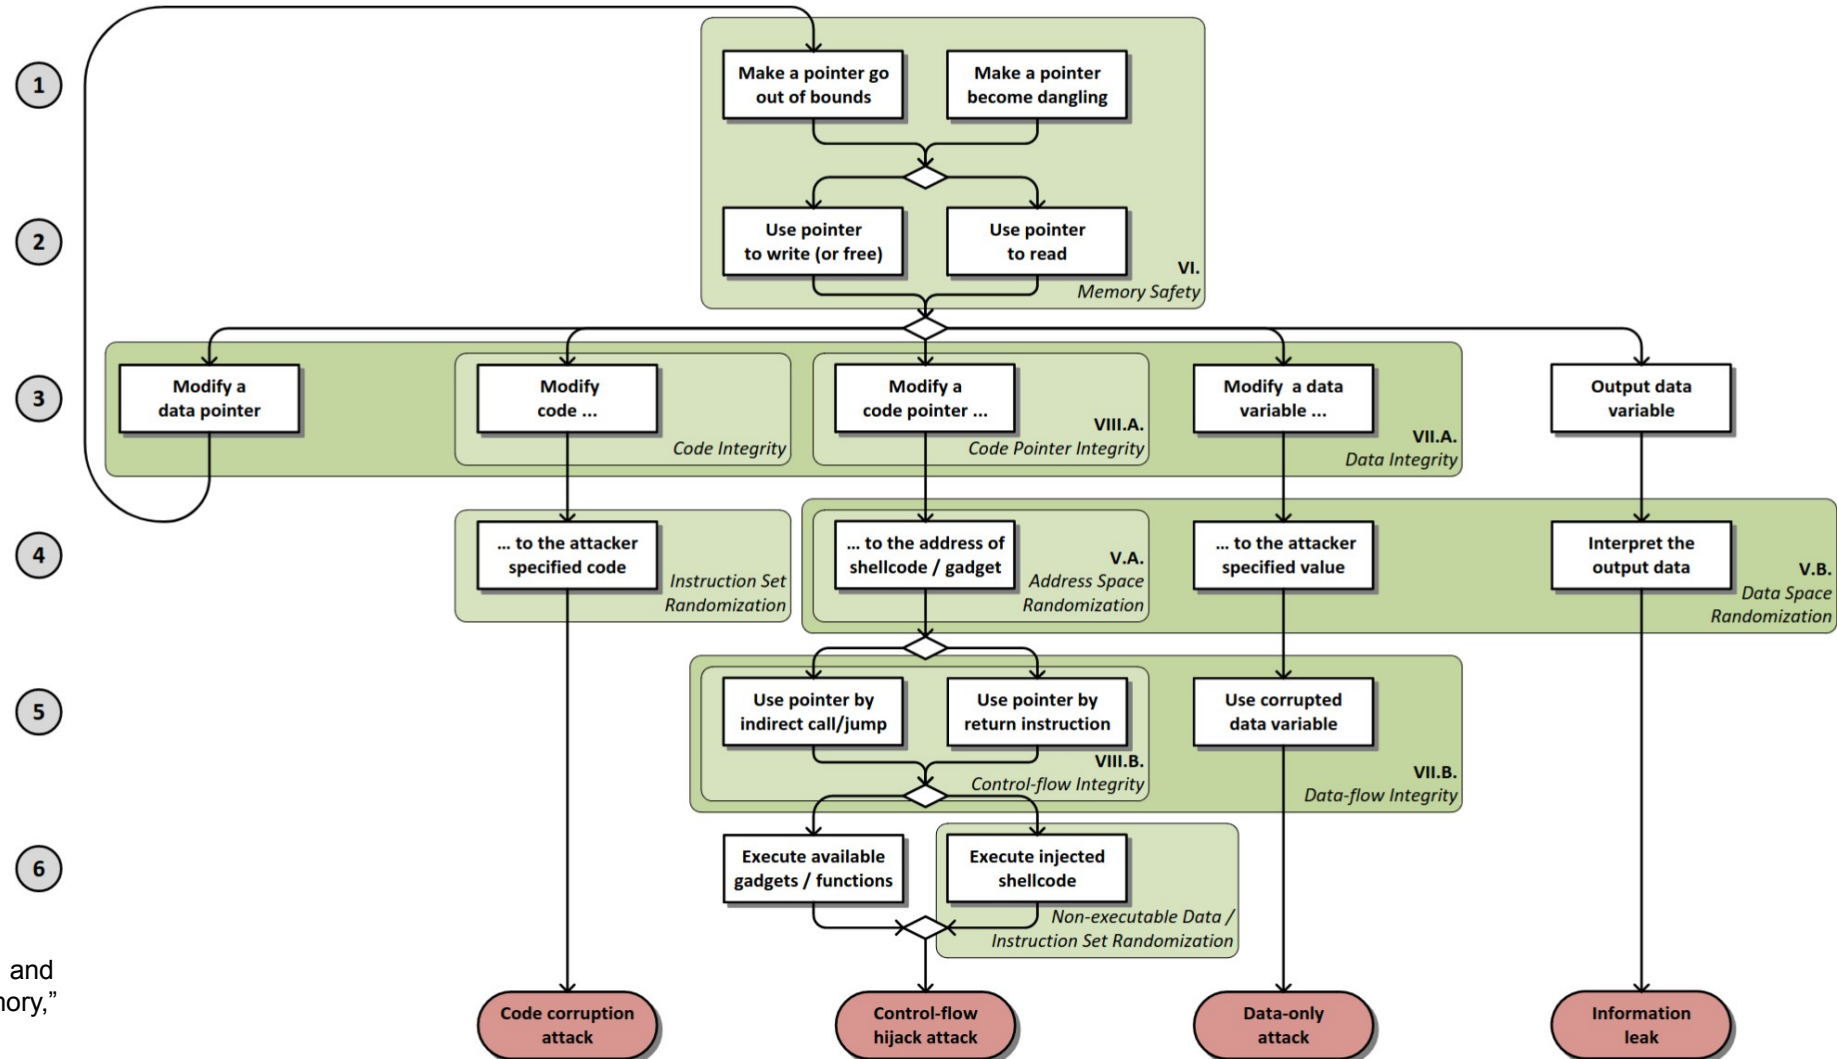 1
Make a pointer go
out of bounds
Make a pointer
become dangling
2
Use pointer
to write (or free)
Use pointer
to read
VI.
Memory Safety
3
Modify a
data pointer
Modify
code ...
Code Integrity
Modify a
code pointer ...
VIII.A.
Code Pointer Integrity
Modify a data
variable ...
VII.A.
Data Integrity
Output data
variable
4
... to the attacker
specified code
Instruction Set
Randomization
... to the address of
shellcode / gadget
V.A.
Address Space
Randomization
... to the attacker
specified value
Interpret the
output data
V.B.
Data Space
Randomization
5
Use pointer by
indirect call/jump
Use pointer by
return instruction
VIII.B.
Control-flow Integrity
Use corrupted
data variable
VII.B.
Data-flow Integrity
6
Execute available
gadgets / functions
Execute injected
shellcode
Non-executable Data /
Instruction Set Randomization
and
Code corruption
attack
Control-flow
hijack attack
Data-only
attack
Information
leak